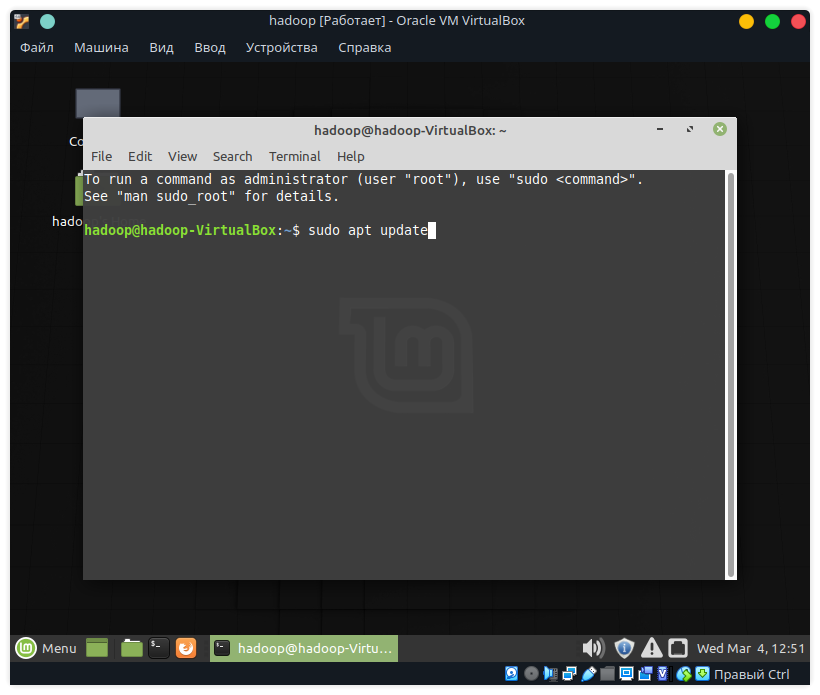 hadoop [Работает] - Oracle VM VirtualBox
Файл Машина Вид Ввод Устройства Справка
hadoop@hadoop-VirtualBox: ~
File Edit View Search Terminal Help
To run a command as administrator (user "root"), use "sudo <command>".
See "man sudo_root" for details.
hadoop@hadoop-VirtualBox:~$ sudo apt update
Menu
hadoop@hadoop-Virtu...
Wed Mar 4, 12:51
Правый Ctrl